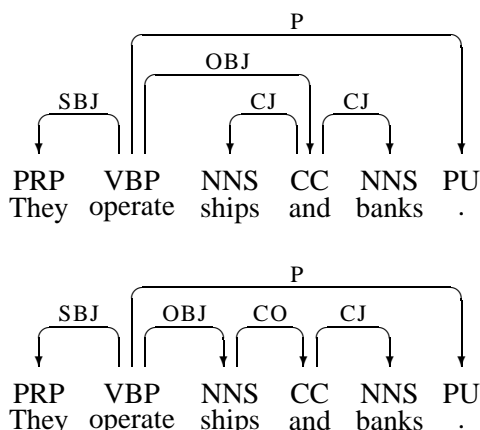 P
OBJ
SBJ CJ CJ
PRP VBP NNS CC NNS PU
They operate ships and banks .
P
SBJ OBJ CO CJ
PRP VBP NNS CC NNS PU
They operate ships and banks .